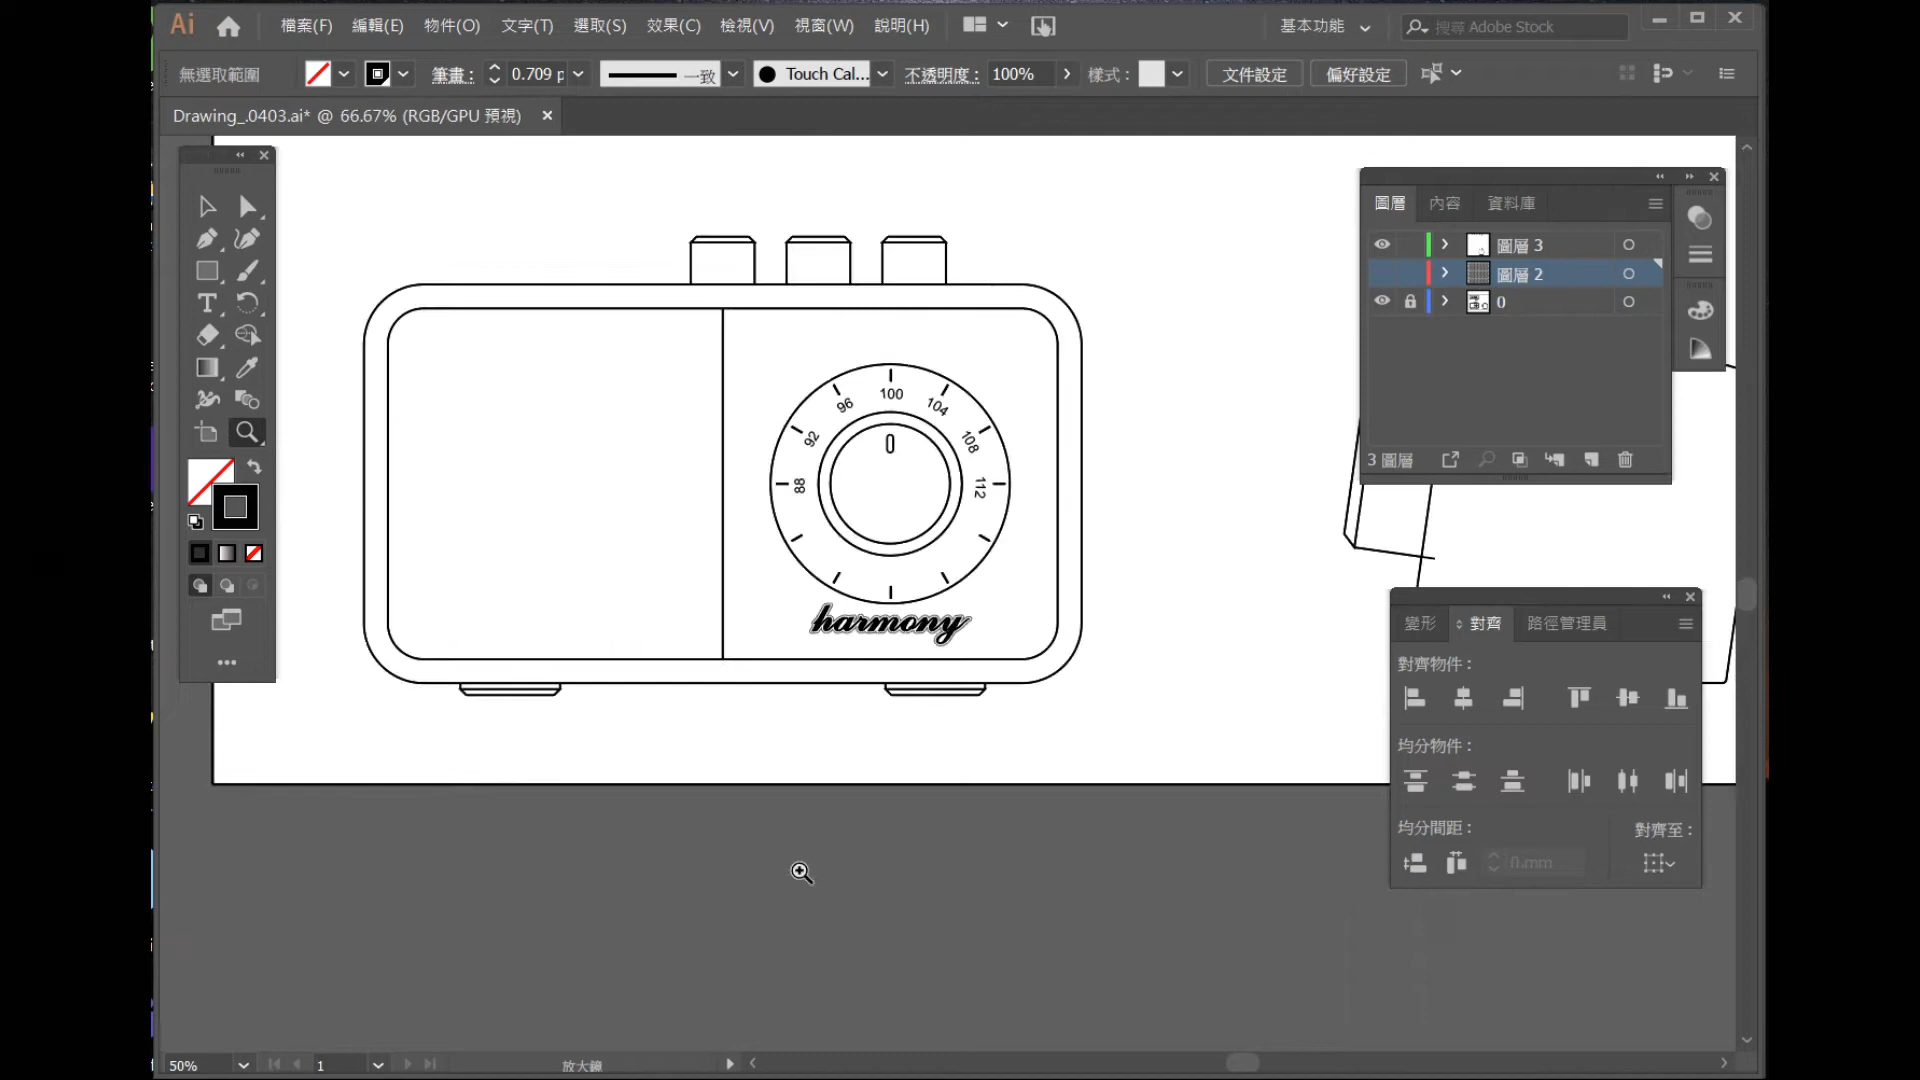 Ai 檔案(F) 編輯(E) 物件(O) 文字(T) 選取(S) 效果(C) 檢視(V) 視窗(W) 說明(H) 基本功能 搜尋 Adobe Stock
無選取範圍 筆畫: 0.709 p 一致 Touch Cal... 不透明度: 100% 樣式: 文件設定 偏好設定
Drawing_.0403.ai* @ 66.67% (RGB/GPU 預視)
圖層 內容 資料庫
圖層 3
圖層 2
0
3 圖層
88 92 96 100 104 108 112
harmony
變形 對齊 路徑管理員
對齊物件:
均分物件:
均分間距: 對齊至:
0 mm
50% 1 放大鏡